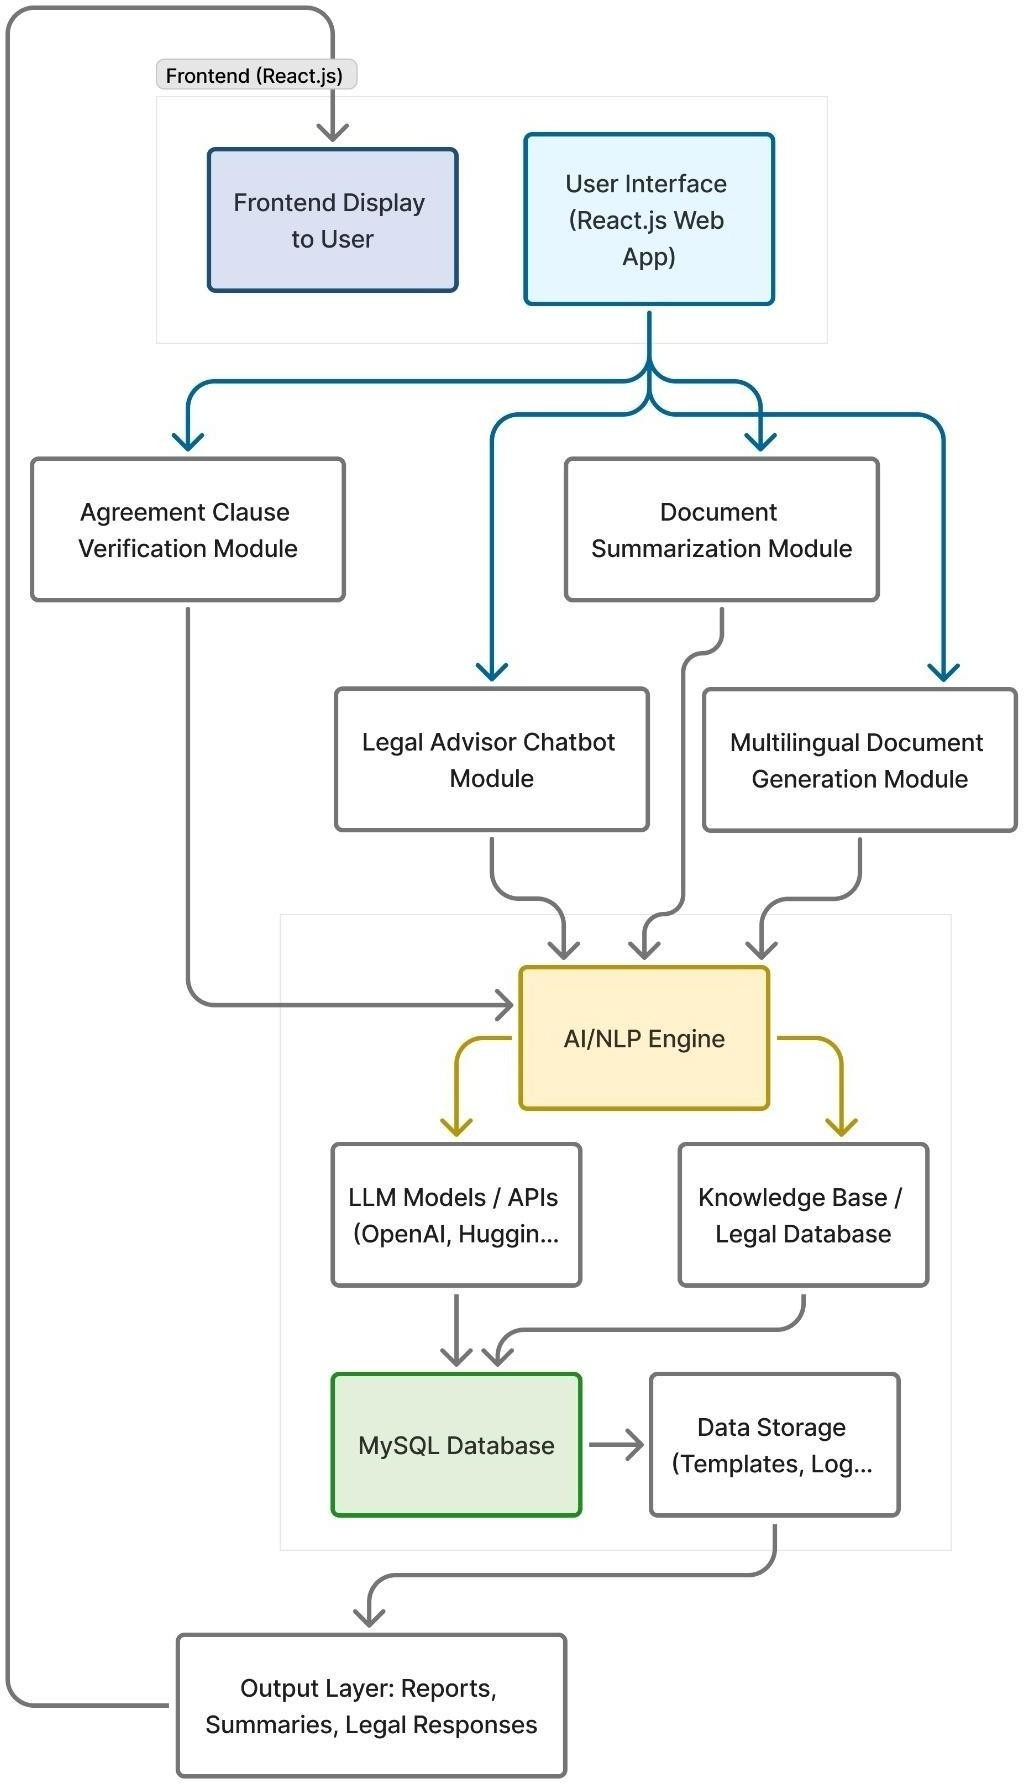 Frontend (React.js)
Frontend Display
to User
User Interface
(React.js Web
App)
Agreement Clause
Verification Module
Document
Summarization Module
Legal Advisor Chatbot
Module
Multilingual Document
Generation Module
AI/NLP Engine
LLM Models / APIs
(OpenAI, Huggin...
Knowledge Base /
Legal Database
MySQL Database
Data Storage
(Templates, Log...
Output Layer: Reports,
Summaries, Legal Responses